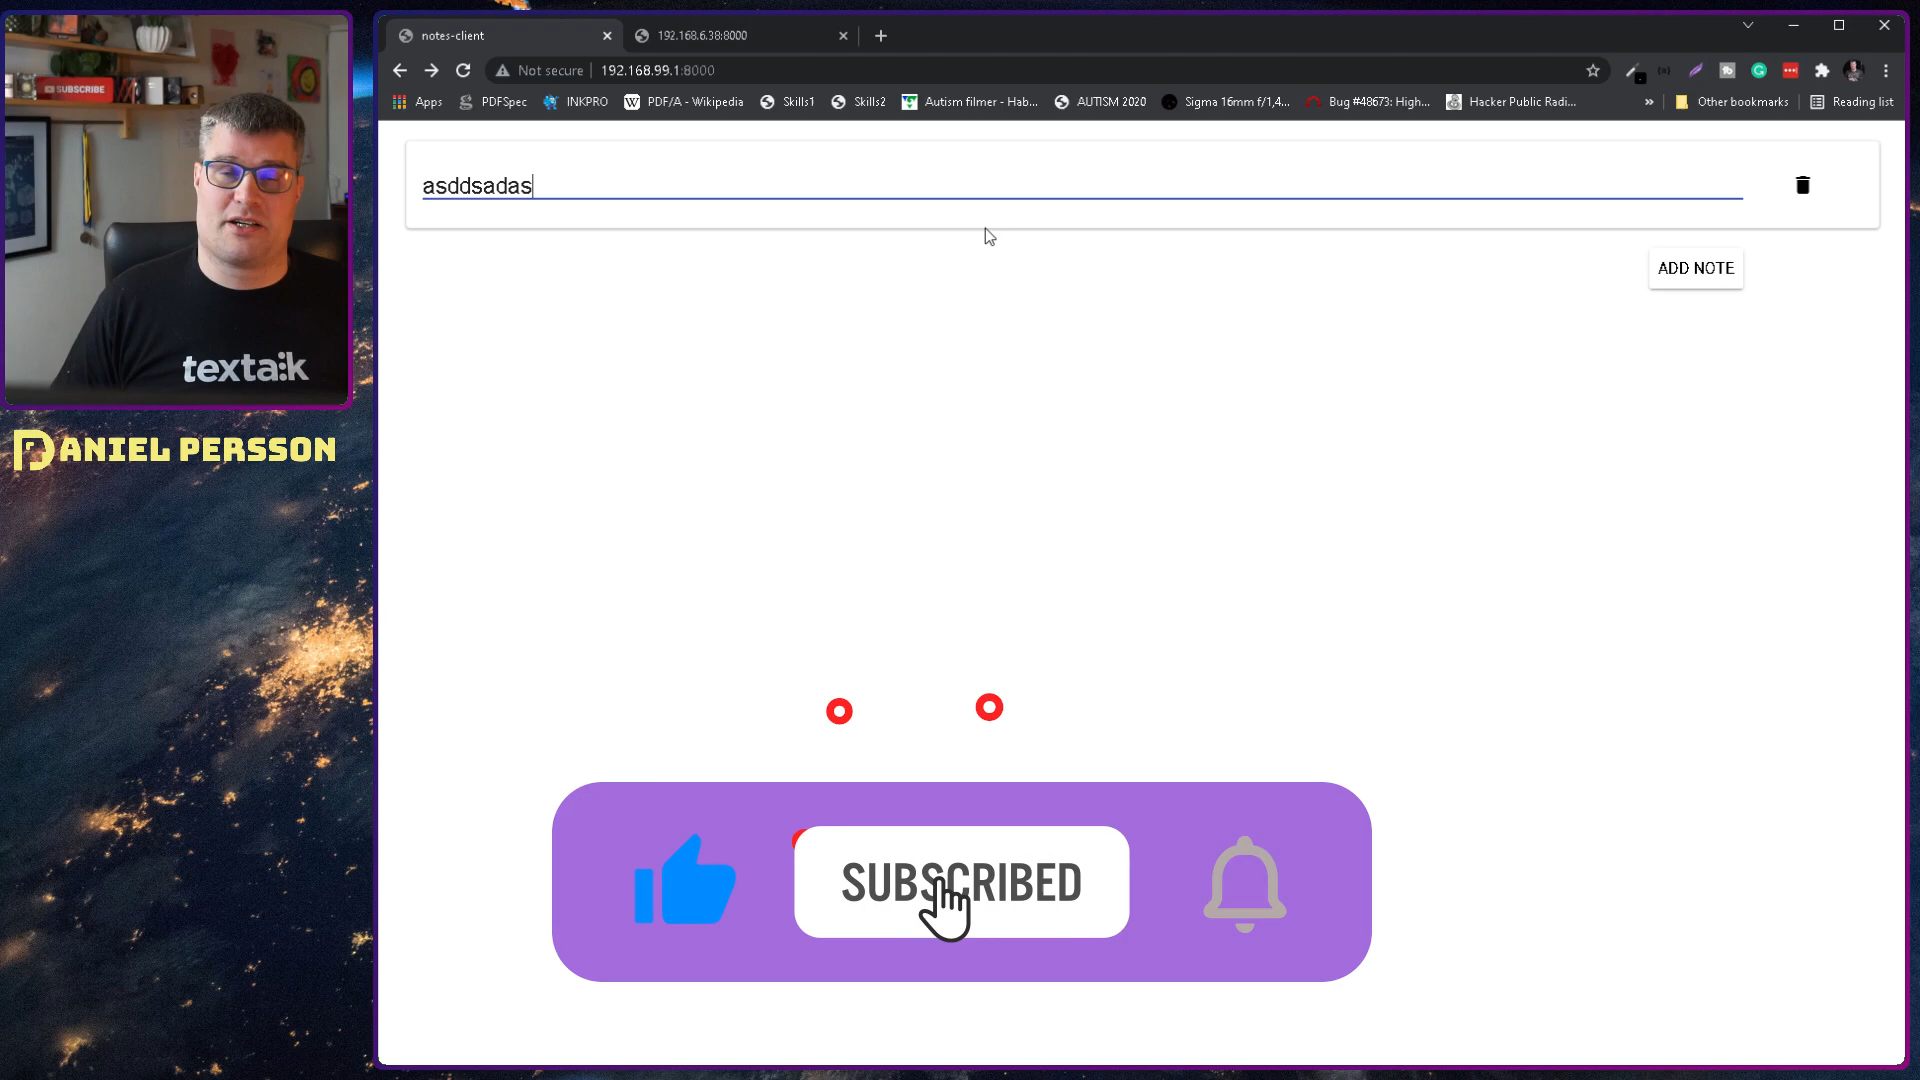 notes-client
192.168.6.38:8000
Not secure
192.168.99.1:8000
Apps
PDFSpec
INKPRO
PDF/A - Wikipedia
Skills1
Skills2
Autism filmer - Hab...
AUTISM 2020
Sigma 16mm f/1,4...
Bug #48673: High...
Hacker Public Radi...
»
Other bookmarks
Reading list
SUBSCRIBE
asddsadas
ADD NOTE
textalk
DANIEL PERSSON
SUBSCRIBED